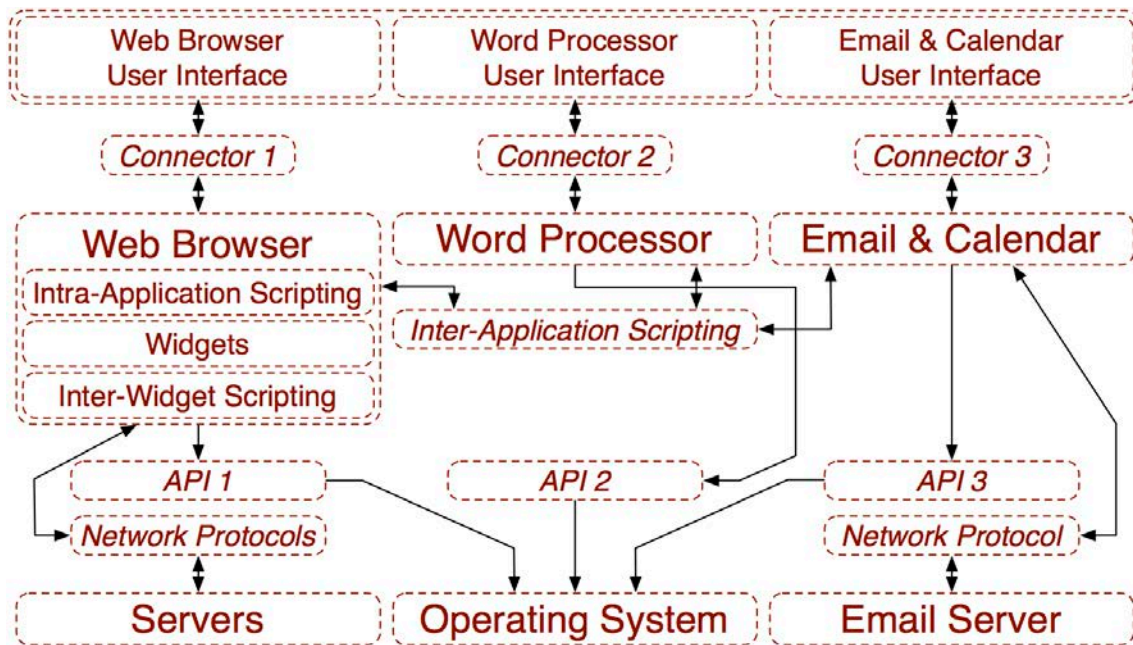 Web Browser
User Interface
Word Processor
User Interface
Email & Calendar
User Interface
Connector 1
Connector 2
Connector 3
Web Browser
Word Processor
Email & Calendar
Intra-Application Scripting
Inter-Application Scripting
Widgets
Inter-Widget Scripting
API 1
API 2
API 3
Network Protocols
Network Protocol
Servers
Operating System
Email Server